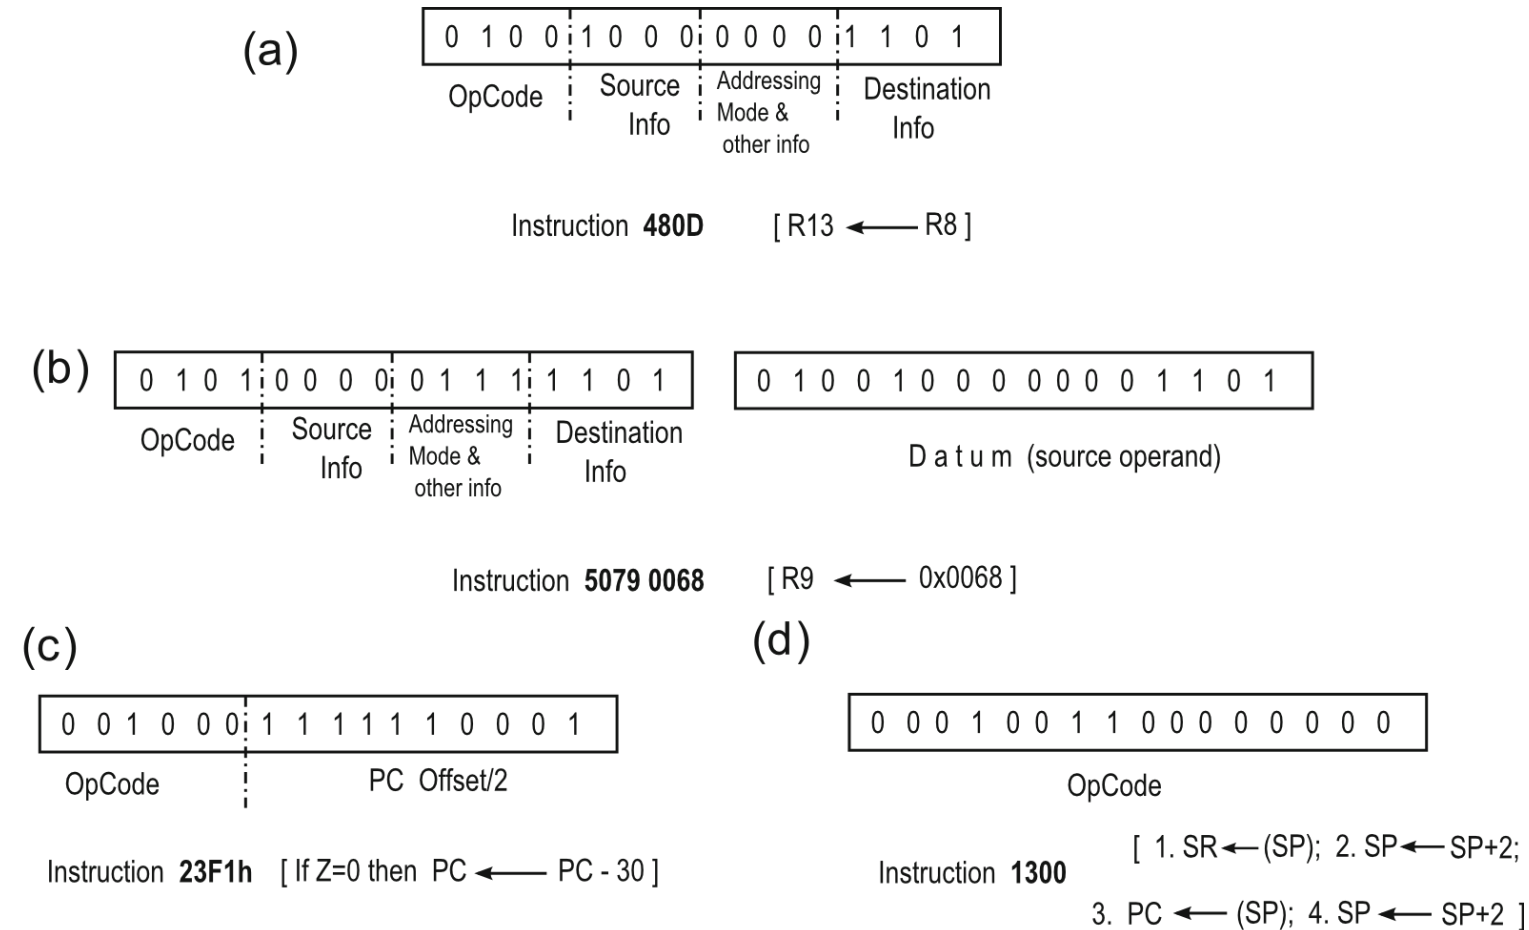 (a)
0 1 0 0 1 0 0 0 0 0 0 0 1 1 0 1
OpCode
Source Info
Addressing Mode & other info
Destination Info
Instruction 480D [ R13 ← R8 ]
(b)
0 1 0 1 0 0 0 0 0 1 1 1 1 1 0 1
0 1 0 0 1 0 0 0 0 0 0 1 1 0 1
OpCode
Source Info
Addressing Mode & other info
Destination Info
D a t u m (source operand)
Instruction 5079 0068 [ R9 ← 0x0068 ]
(c)
0 0 1 0 0 0 1 1 1 1 1 1 0 0 0 1
OpCode
PC Offset/2
Instruction 23F1h [ If Z=0 then PC ← PC - 30 ]
(d)
0 0 0 1 0 0 1 1 0 0 0 0 0 0 0 0
OpCode
Instruction 1300
[ 1. SR ← (SP); 2. SP ← SP+2;
3. PC ← (SP); 4. SP ← SP+2 ]